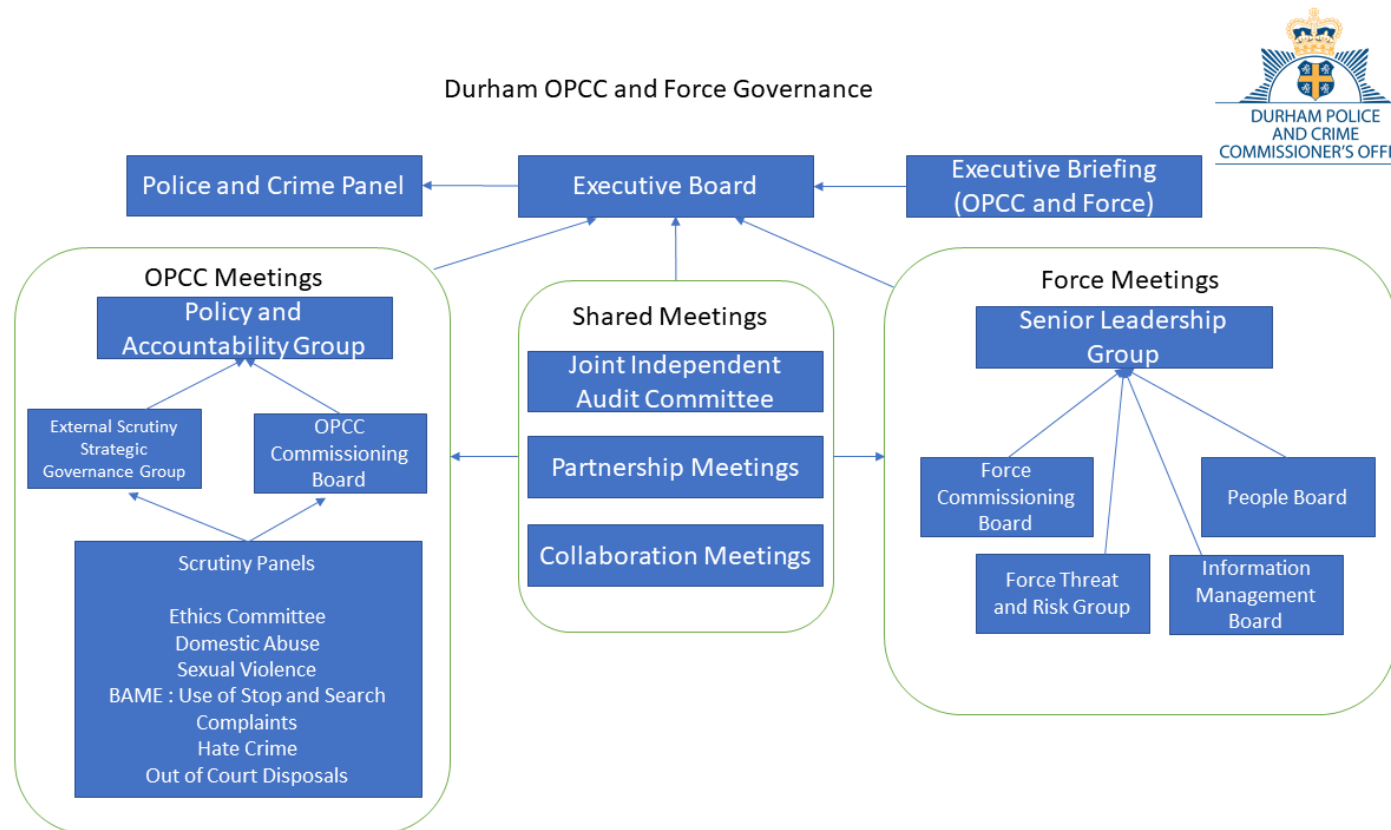 Durham OPCC and Force Governance
DURHAM POLICE
AND CRIME
COMMISSIONER'S OFFI
Police and Crime Panel
Executive Board
Executive Briefing
(OPCC and Force)
OPCC Meetings
Policy and
Accountability Group
External Scrutiny
Strategic
Governance Group
OPCC
Commissioning
Board
Scrutiny Panels
Ethics Committee
Domestic Abuse
Sexual Violence
BAME : Use of Stop and Search
Complaints
Hate Crime
Out of Court Disposals
Shared Meetings
Joint Independent
Audit Committee
Partnership Meetings
Collaboration Meetings
Force Meetings
Senior Leadership
Group
Force
Commissioning
Board
People Board
Force Threat
and Risk Group
Information
Management
Board